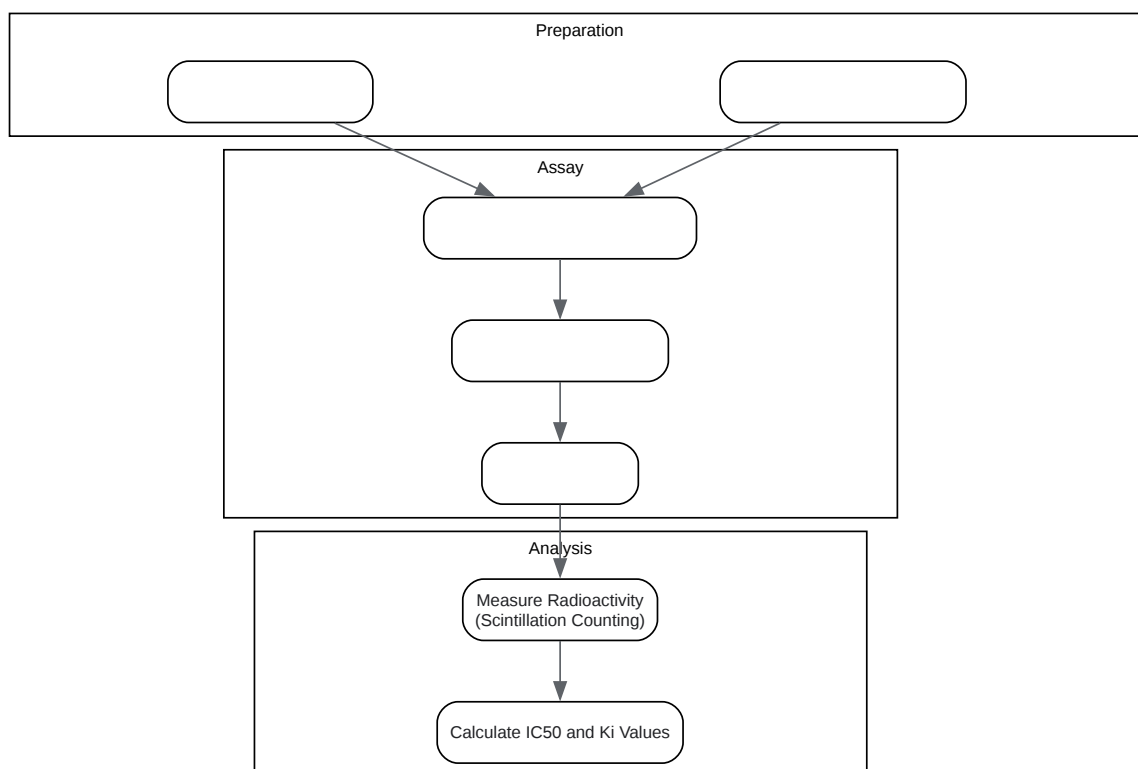 Preparation
Assay
Analysis
Measure Radioactivity
(Scintillation Counting)
Calculate IC50 and Ki Values